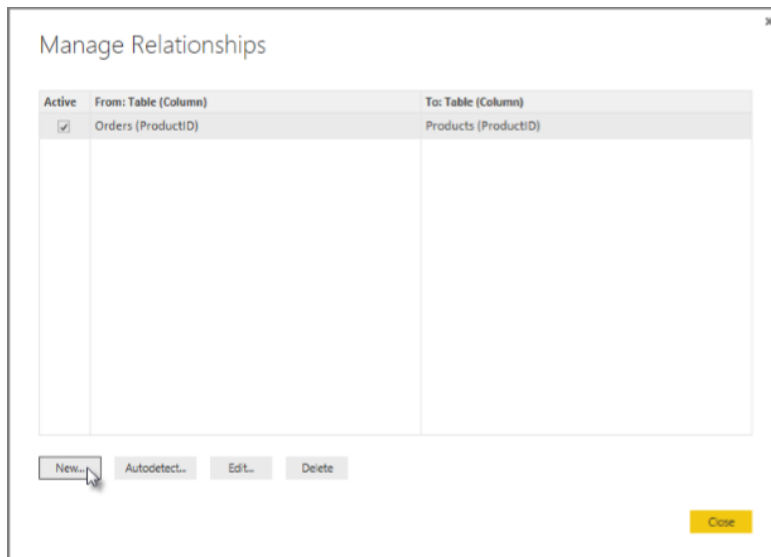 Manage Relationships
Active From: Table (Column) To: Table (Column)
Orders (ProductID) Products (ProductID)
New... Autodetect... Edit... Delete
Close